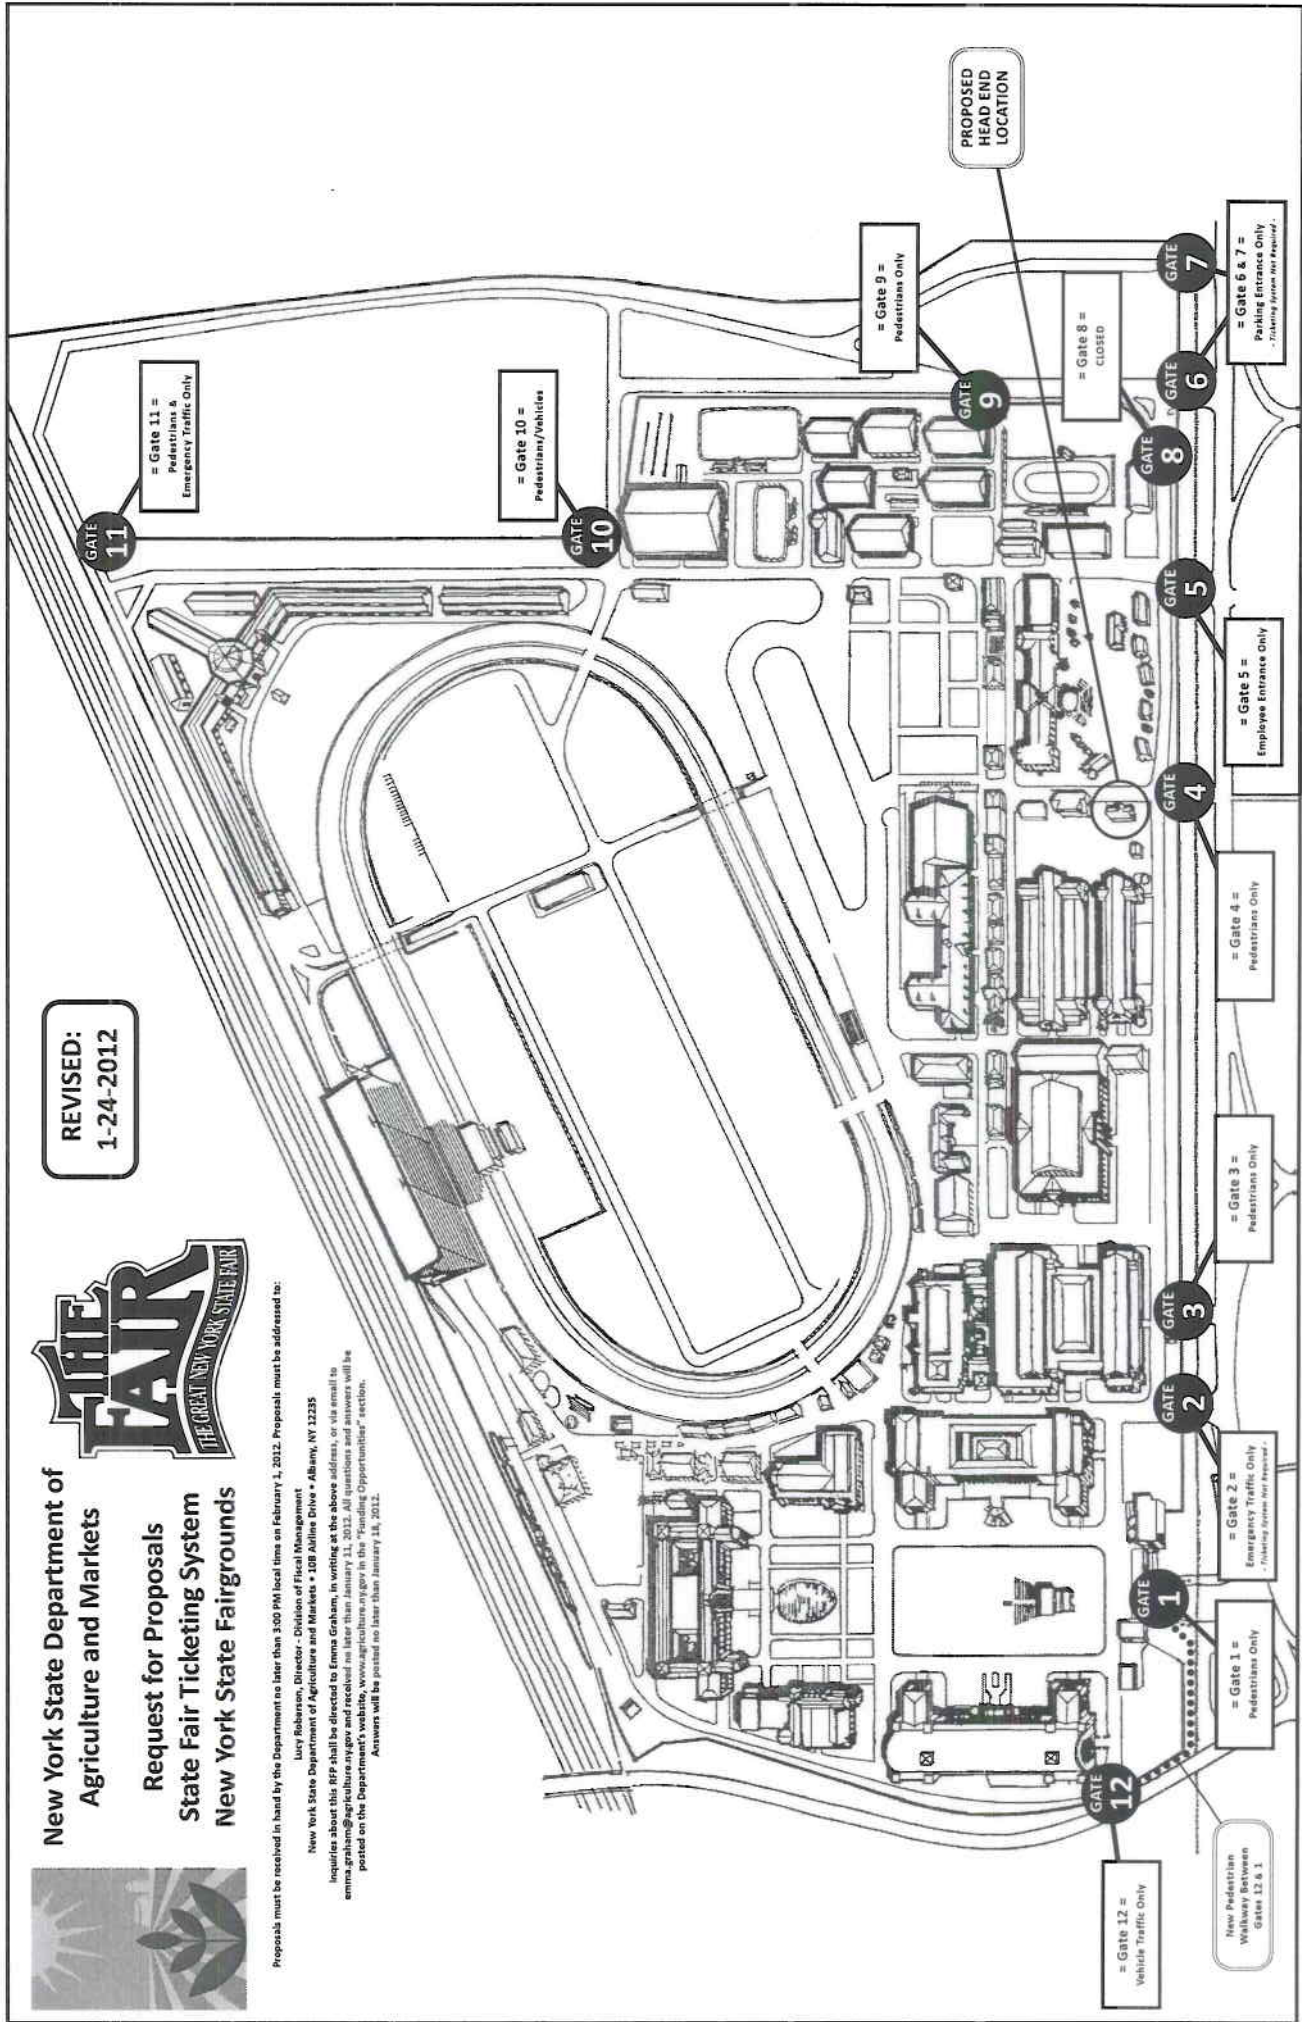 New York State Department of
Agriculture and Markets
Request for Proposals
State Fair Ticketing System
New York State Fairgrounds
THE
FAIR
THE GREAT NEW YORK STATE FAIR
REVISED:
1-24-2012
Proposals must be received in hand by the Department no later than 3:00 PM local time on February 1, 2012. Proposals must be addressed to:
Lucy Roberson, Director - Division of Fiscal Management
New York State Department of Agriculture and Markets • 10B Airline Drive • Albany, NY 12235
Inquiries about this RFP shall be directed to Emma Graham, in writing at the above address, or via email to
emma.graham@agriculture.ny.gov and received no later than January 11, 2012. All questions and answers will be
posted on the Department's website, www.agriculture.ny.gov in the "Funding Opportunities" section.
Answers will be posted no later than January 18, 2012.
GATE
11
= Gate 11 =
Pedestrians &
Emergency Traffic Only
GATE
10
= Gate 10 =
Pedestrians/Vehicles
GATE
9
= Gate 9 =
Pedestrians Only
PROPOSED
HEAD END
LOCATION
GATE
8
= Gate 8 =
CLOSED
GATE
12
= Gate 12 =
Vehicle Traffic Only
New Pedestrian
Walkway Between
Gates 12 & 1
GATE
1
= Gate 1 =
Pedestrians Only
GATE
2
= Gate 2 =
Emergency Traffic Only
- Ticketing System Not Required -
GATE
3
= Gate 3 =
Pedestrians Only
GATE
4
= Gate 4 =
Pedestrians Only
GATE
5
= Gate 5 =
Employee Entrance Only
GATE
6
GATE
7
= Gate 6 & 7 =
Parking Entrance Only
- Ticketing System Not Required -